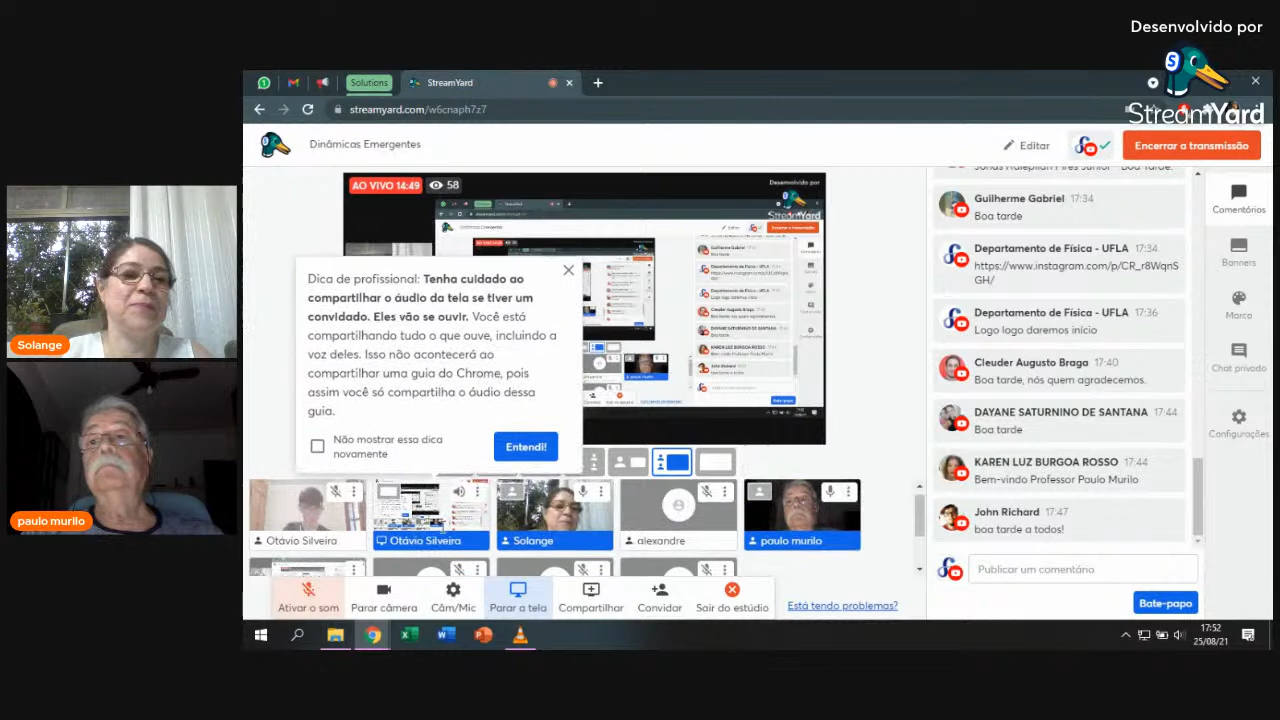 Desenvolvido por
StreamYard
Solutions
StreamYard
streamyard.com/w6cnaph7z7
Dinâmicas Emergentes
Editar
Encerrar a transmissão
AO VIVO 14:49
58
Desenvolvido por
StreamYard
Dica de profissional: Tenha cuidado ao
compartilhar o áudio da tela se tiver um
convidado. Eles vão se ouvir. Você está
compartilhando tudo o que ouve, incluindo a
voz deles. Isso não acontecerá ao
compartilhar uma guia do Chrome, pois
assim você só compartilha o áudio dessa
guia.
Não mostrar essa dica
novamente
Entendi!
Solange
paulo murilo
Otávio Silveira
Otávio Silveira
Solange
alexandre
paulo murilo
Ativar o som
Parar câmera
Câm/Mic
Parar a tela
Compartilhar
Convidar
Sair do estúdio
Está tendo problemas?
Guilherme Gabriel 17:34
Boa tarde
Departamento de Física - UFLA 17:34
https://www.instagram.com/p/CR_r8WqnS
GH/
Departamento de Física - UFLA 17:36
Logo logo daremos início
Cleuder Augusto Braga 17:40
Boa tarde, nós quem agradecemos.
DAYANE SATURNINO DE SANTANA 17:44
Boa tarde
KAREN LUZ BURGOA ROSSO 17:44
Bem-vindo Professor Paulo Murilo
John Richard 17:47
boa tarde a todos!
Publicar um comentário
Bate-papo
Comentários
Banners
Marca
Chat privado
Configurações
17:52
25/08/21